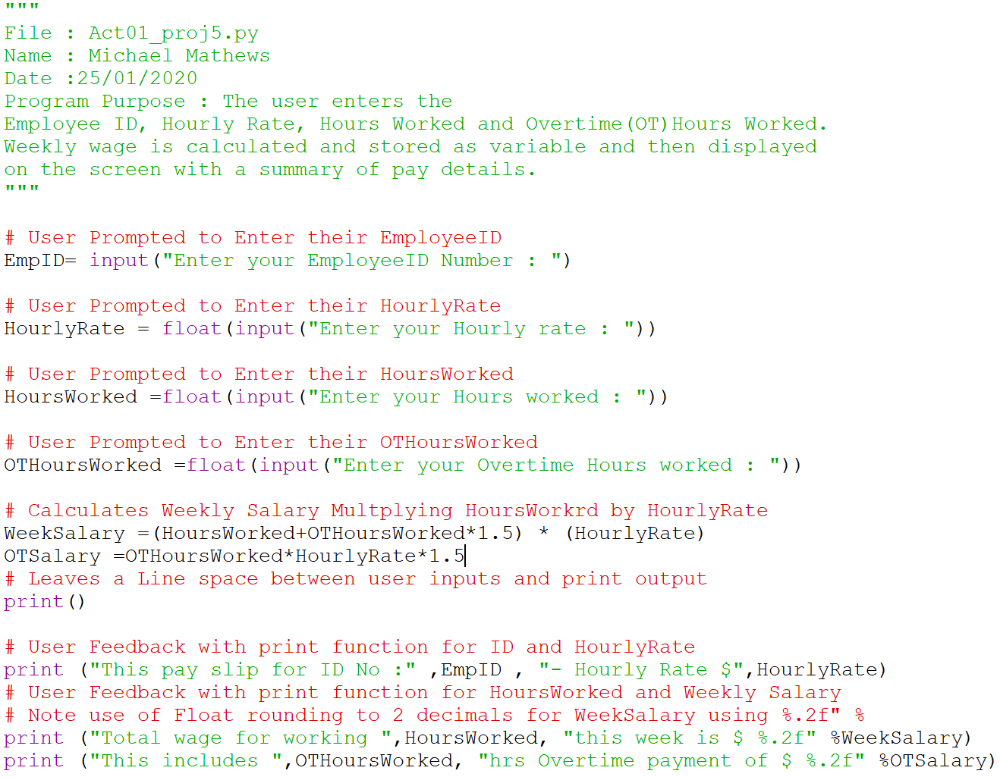 """
File : Act01_proj5.py
Name : Michael Mathews
Date :25/01/2020
Program Purpose : The user enters the
Employee ID, Hourly Rate, Hours Worked and Overtime(OT)Hours Worked.
Weekly wage is calculated and stored as variable and then displayed
on the screen with a summary of pay details.
"""
# User Prompted to Enter their EmployeeID
EmpID= input("Enter your EmployeeID Number : ")
# User Prompted to Enter their HourlyRate
HourlyRate = float(input("Enter your Hourly rate : "))
# User Prompted to Enter their HoursWorked
HoursWorked =float(input("Enter your Hours worked : "))
# User Prompted to Enter their OTHoursWorked
OTHoursWorked =float(input("Enter your Overtime Hours worked : "))
# Calculates Weekly Salary Multplying HoursWorkrd by HourlyRate
WeekSalary =(HoursWorked+OTHoursWorked*1.5) * (HourlyRate)
OTSalary =OTHoursWorked*HourlyRate*1.5
# Leaves a Line space between user inputs and print output
print()
# User Feedback with print function for ID and HourlyRate
print ("This pay slip for ID No :" ,EmpID , "- Hourly Rate $",HourlyRate)
# User Feedback with print function for HoursWorked and Weekly Salary
# Note use of Float rounding to 2 decimals for WeekSalary using %.2f" %
print ("Total wage for working ",HoursWorked, "this week is $ %.2f" %WeekSalary)
print ("This includes ",OTHoursWorked, "hrs Overtime payment of $ %.2f" %OTSalary)